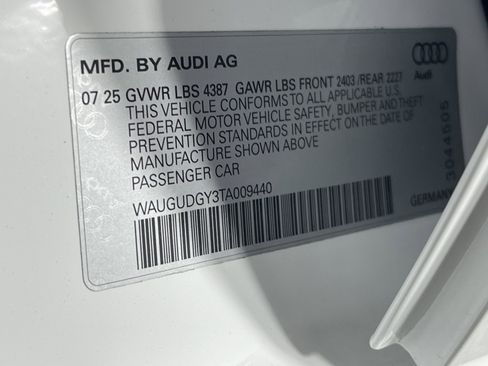 MFD. BY AUDI AG
Audi
07 25 GVWR LBS 4387 GAWR LBS FRONT 2403 /REAR 2227
THIS VEHICLE CONFORMS TO ALL APPLICABLE U.S.
FEDERAL MOTOR VEHICLE SAFETY, BUMPER AND THEFT
PREVENTION STANDARDS IN EFFECT ON THE DATE OF
MANUFACTURE SHOWN ABOVE
PASSENGER CAR
WAUGUDGY3TA009440
GERMANY
3044505